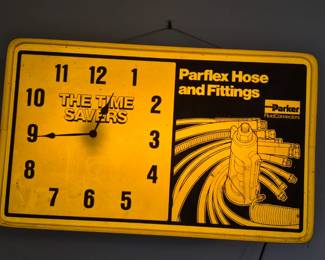 11 12 1
10 2
THE TIME
SAVERS
9 3
8 4
7 6 5
Parflex Hose
and Fittings
Parker
FluidConnectors